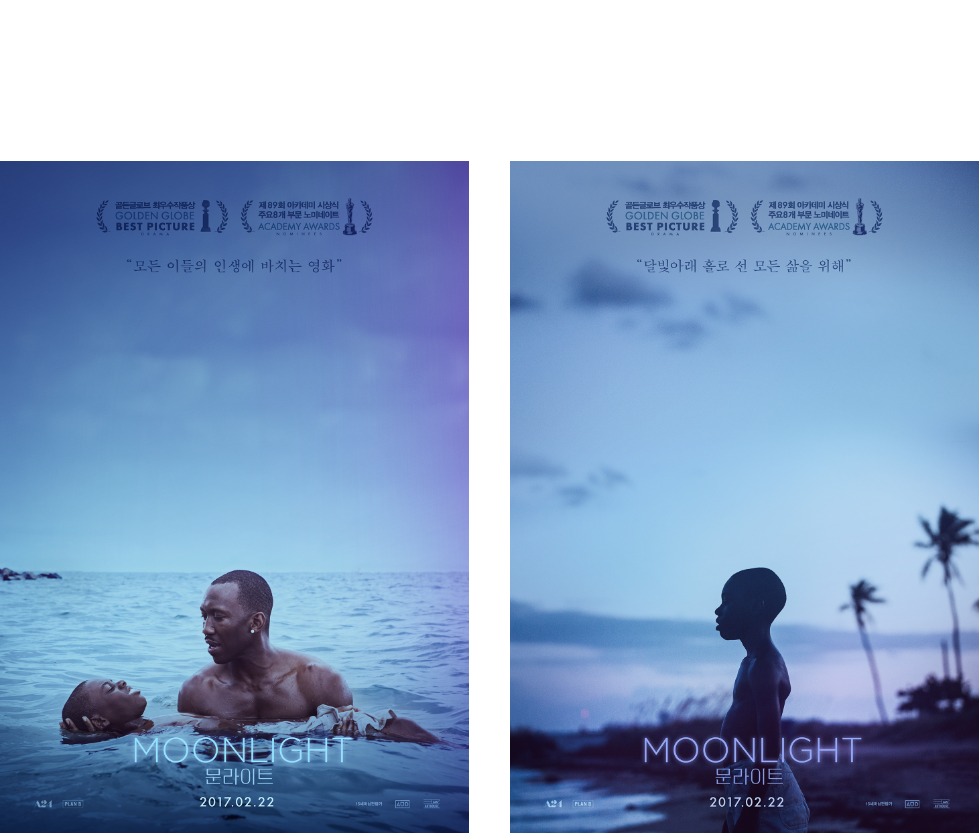 골든글로브 최우수작품상
GOLDEN GLOBE
BEST PICTURE
DRAMA
제89회 아카데미 시상식
주요8개 부문 노미네이트
ACADEMY AWARDS
NOMINEES
“모든 이들의 인생에 바치는 영화”
MOONLIGHT
문라이트
2017.02.22
A24
PLAN B
골든글로브 최우수작품상
GOLDEN GLOBE
BEST PICTURE
DRAMA
제89회 아카데미 시상식
주요8개 부문 노미네이트
ACADEMY AWARDS
NOMINEES
“달빛아래 홀로 선 모든 삶을 위해”
MOONLIGHT
문라이트
2017.02.22
A24
PLAN B